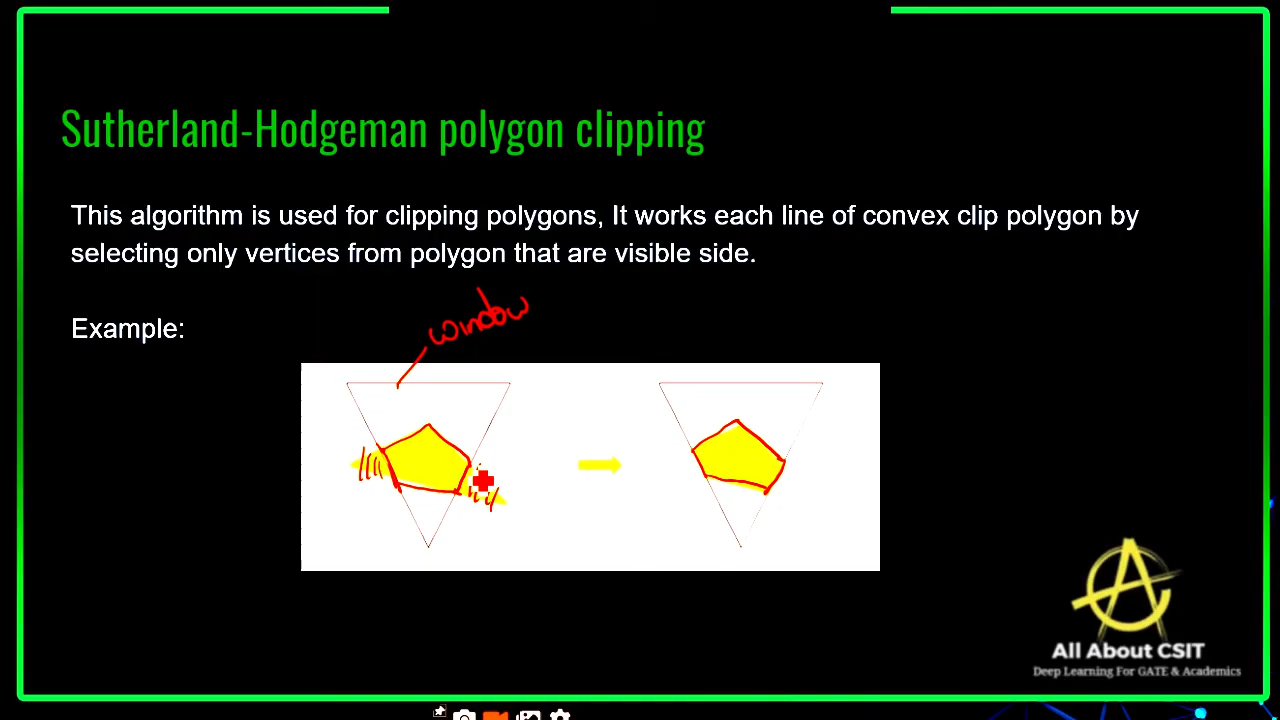 Sutherland-Hodgeman polygon clipping
This algorithm is used for clipping polygons, It works each line of convex clip polygon by
selecting only vertices from polygon that are visible side.
window
Example:
All About CSIT
Deep Learning For GATE & Academics